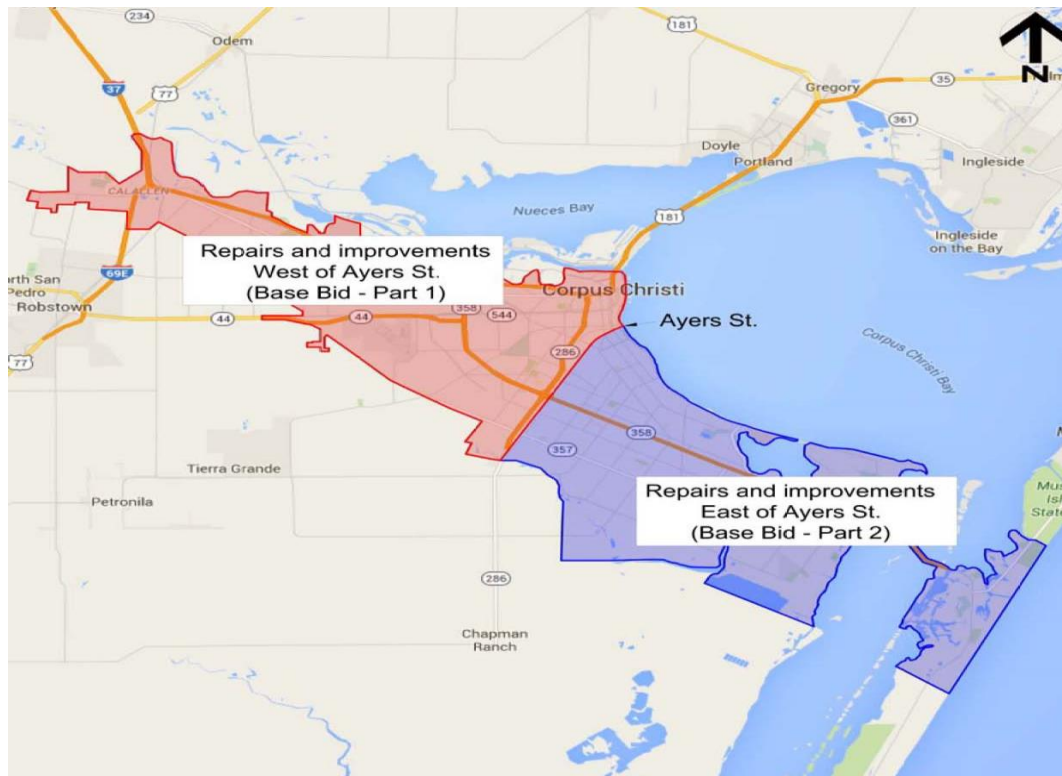 234
Odem
181
N
37
77
Gregory
35
361
Doyle
Portland
Ingleside
CALALLEN
Nueces Bay
181
Ingleside
on the Bay
Repairs and improvements
West of Ayers St.
(Base Bid - Part 1)
69E
Pedro
Robstown
44
358
544
44
Corpus Christi
Ayers St.
286
77
Corpus Christi Bay
358
357
Tierra Grande
Petronila
Repairs and improvements
East of Ayers St.
(Base Bid - Part 2)
286
Chapman
Ranch